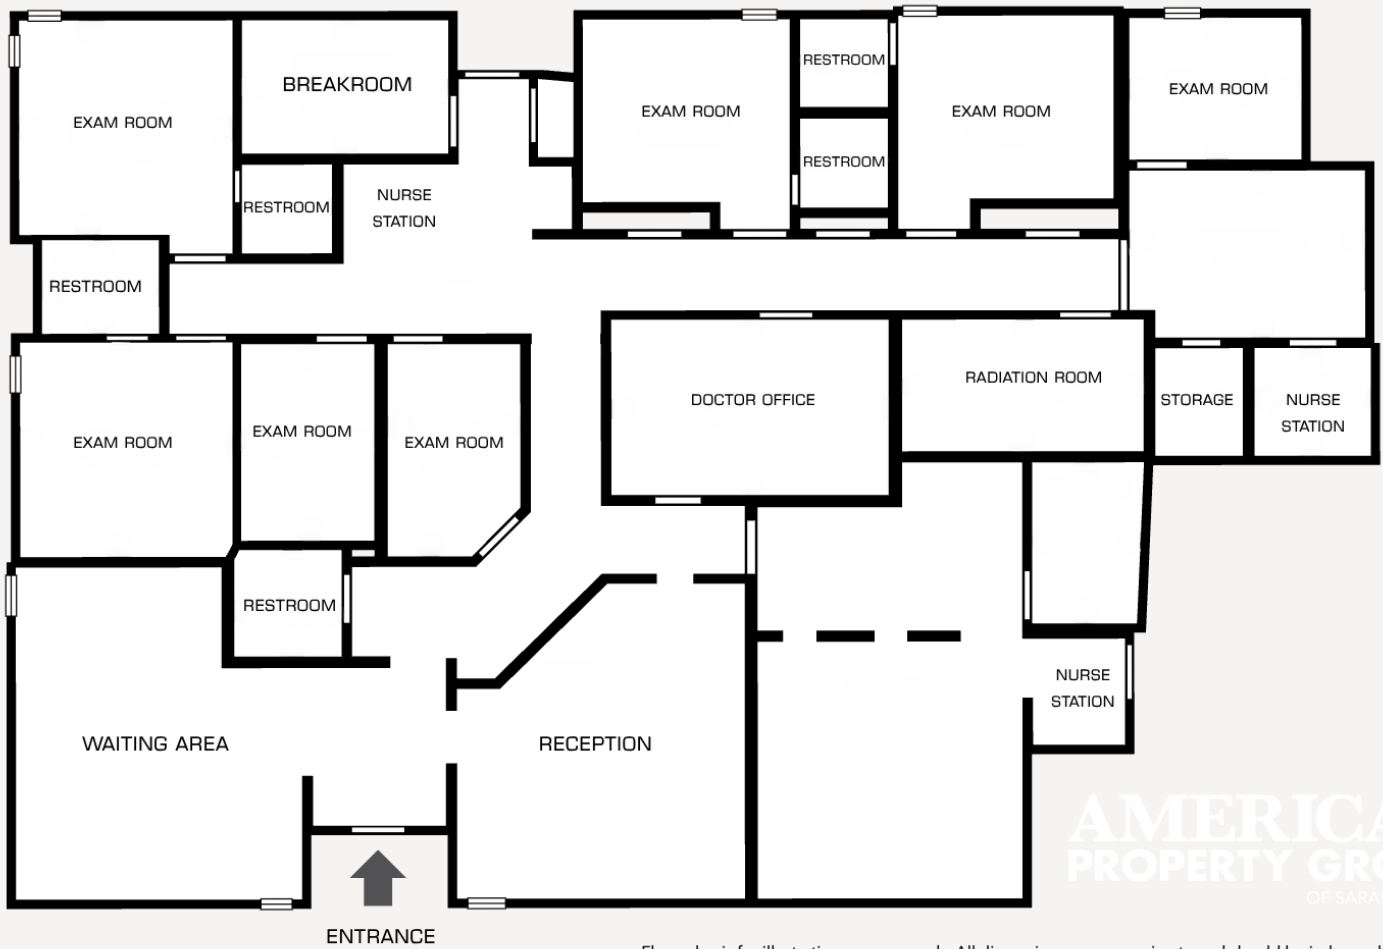 BREAKROOM
EXAM ROOM
EXAM ROOM
EXAM ROOM
EXAM ROOM
RESTROOM
RESTROOM
RESTROOM
NURSE
STATION
RESTROOM
EXAM ROOM
EXAM ROOM
EXAM ROOM
DOCTOR OFFICE
RADIATION ROOM
STORAGE
NURSE
STATION
RESTROOM
WAITING AREA
RECEPTION
NURSE
STATION
ENTRANCE
AMERICA
PROPERTY GRO
OF SARA